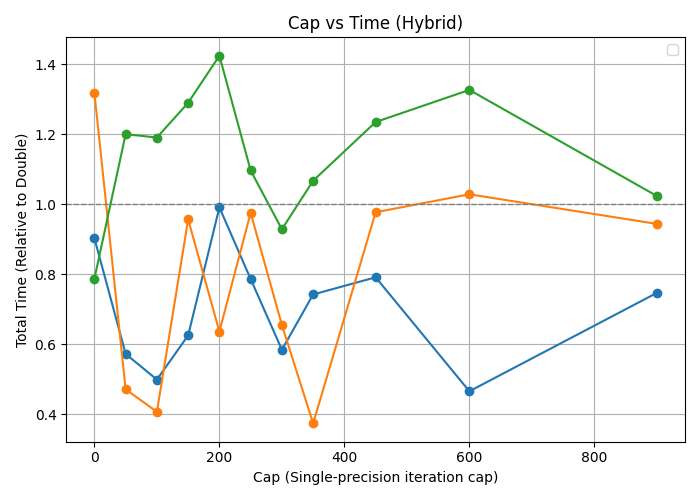 Cap vs Time (Hybrid)
Total Time (Relative to Double)
1.4
1.2
1.0
0.8
0.6
0.4
0 200 400 600 800
Cap (Single-precision iteration cap)